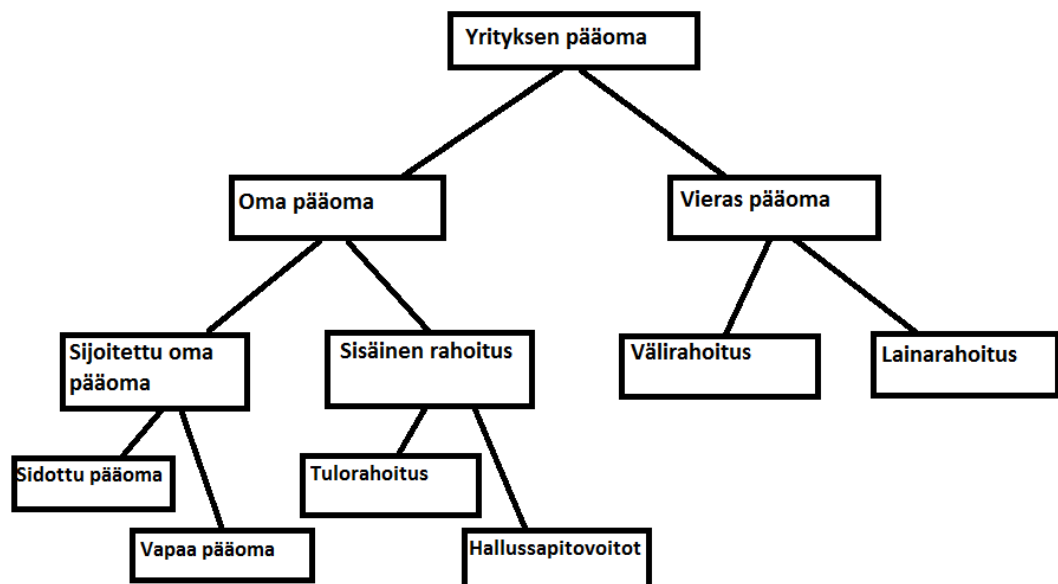 Yrityksen pääoma
Oma pääoma
Vieras pääoma
Sijoitettu oma
pääoma
Sisäinen rahoitus
Välirahoitus
Lainarahoitus
Sidottu pääoma
Tulorahoitus
Vapaa pääoma
Hallussapitovoitot